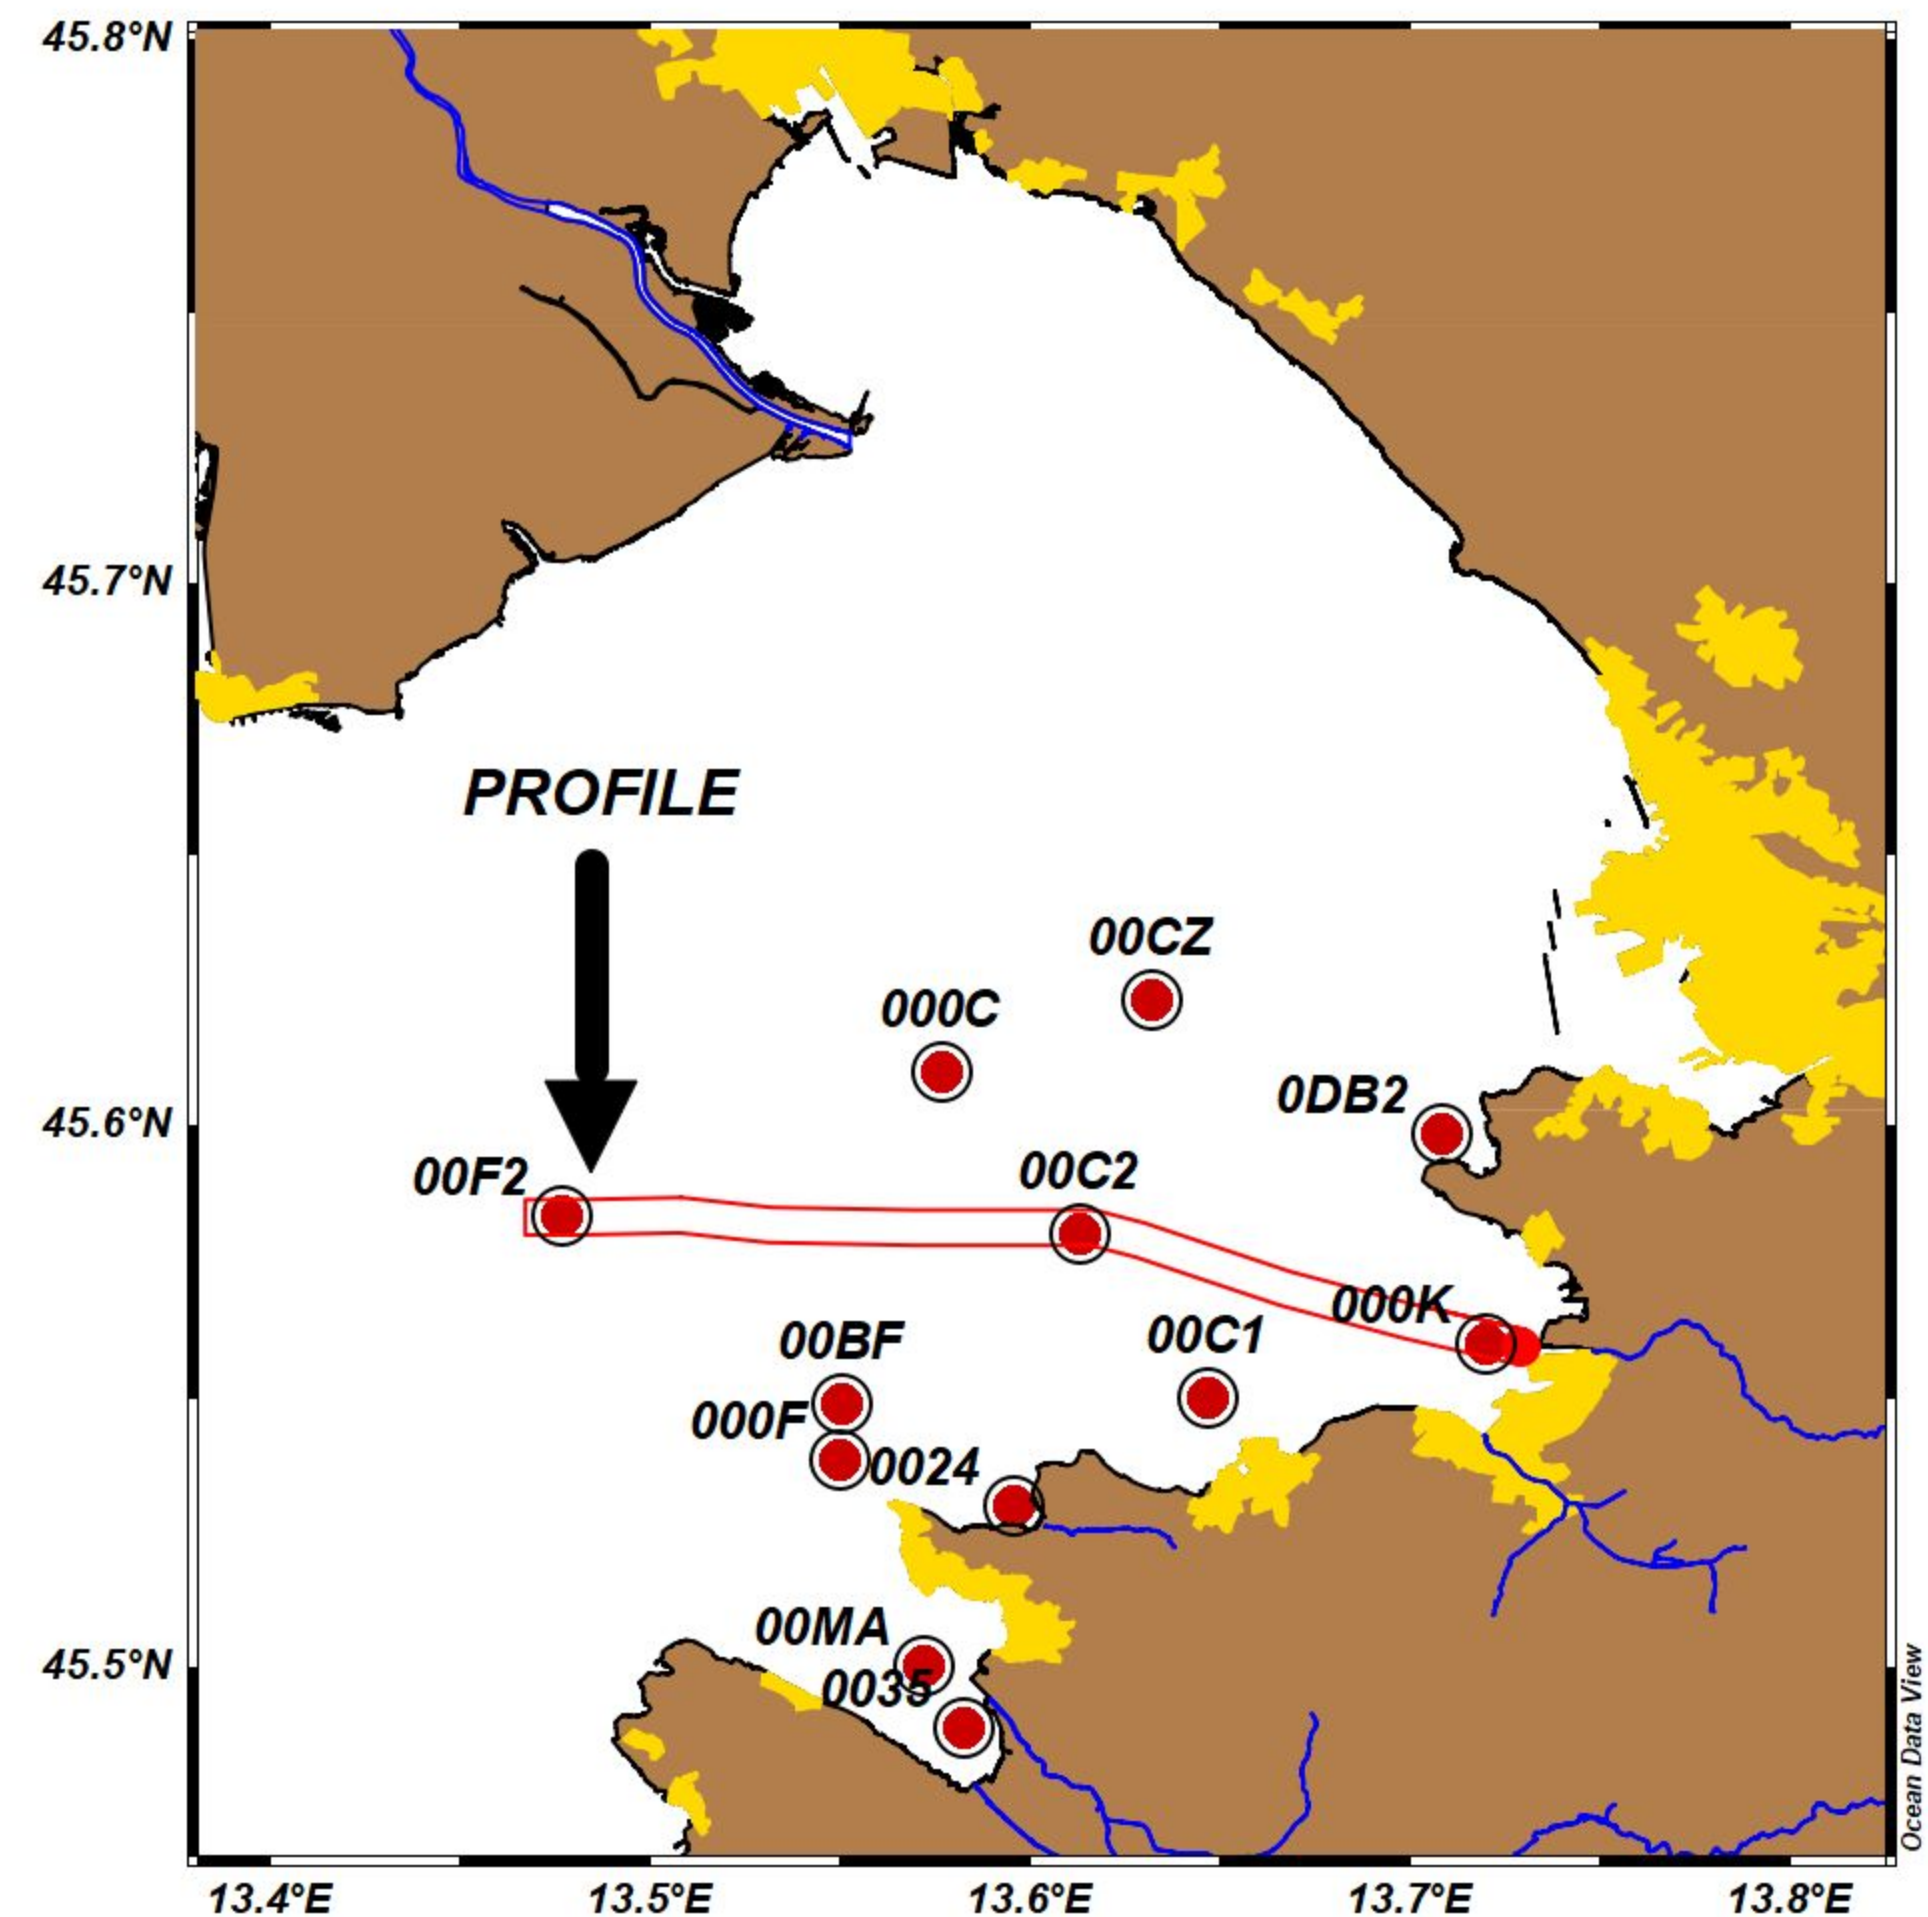 45.8°N
45.7°N
PROFILE
00CZ
000C
0DB2
45.6°N
00F2
00C2
000K
00BF
00C1
000F
0024
00MA
45.5°N
0035
Ocean Data View
13.4°E
13.5°E
13.6°E
13.7°E
13.8°E